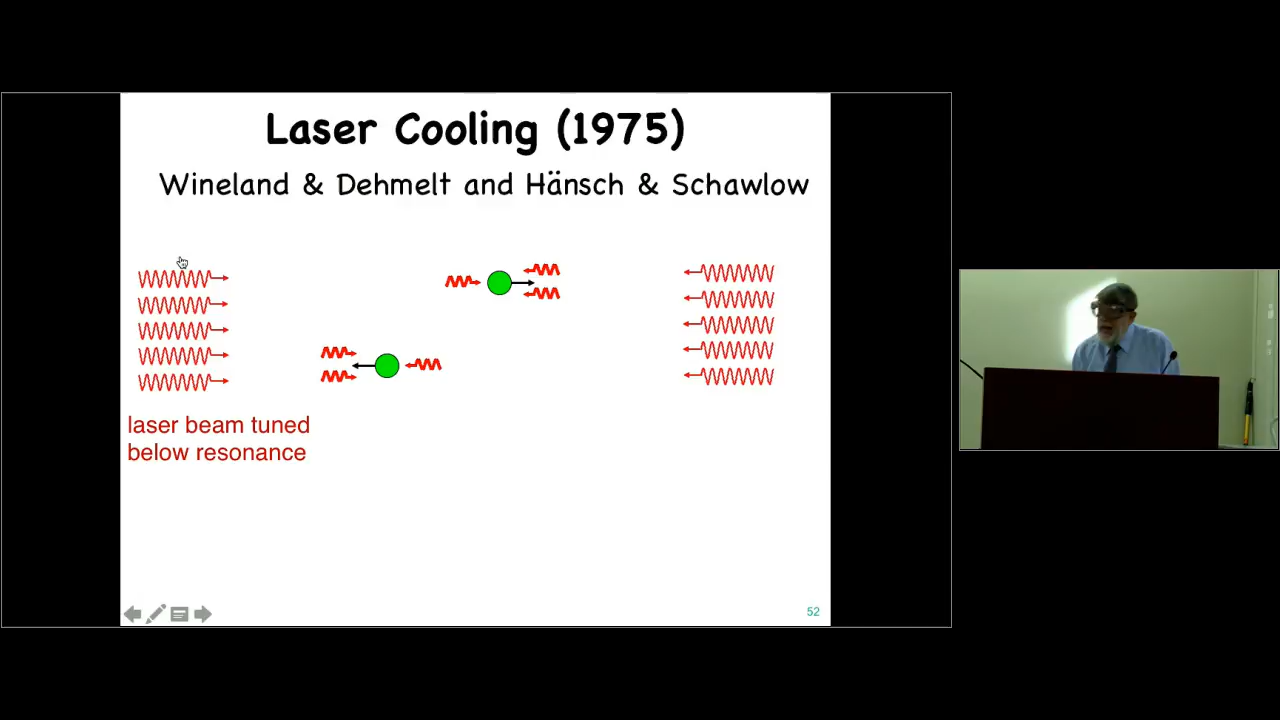 Laser Cooling (1975)
Wineland & Dehmelt and Hänsch & Schawlow
laser beam tuned
below resonance
52